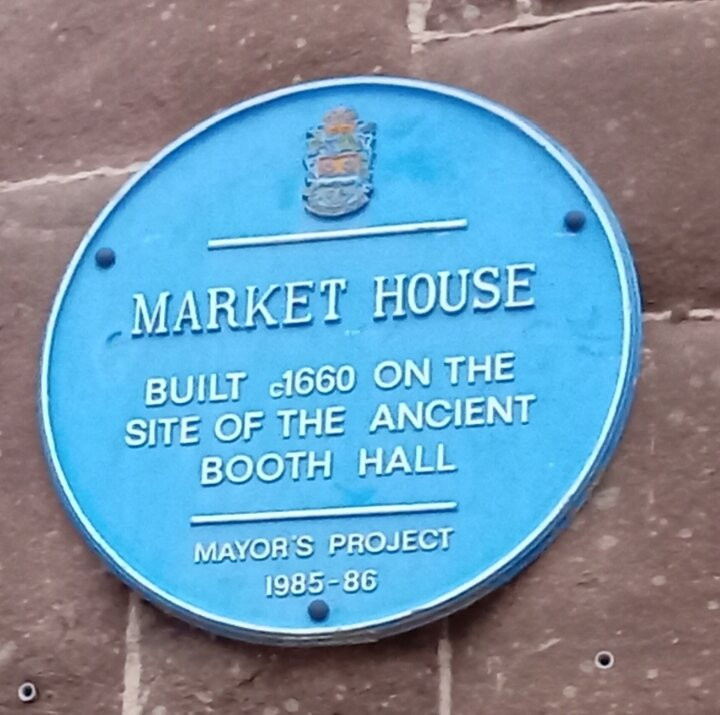 MARKET HOUSE
BUILT c1660 ON THE
SITE OF THE ANCIENT
BOOTH HALL
MAYOR'S PROJECT
1985-86